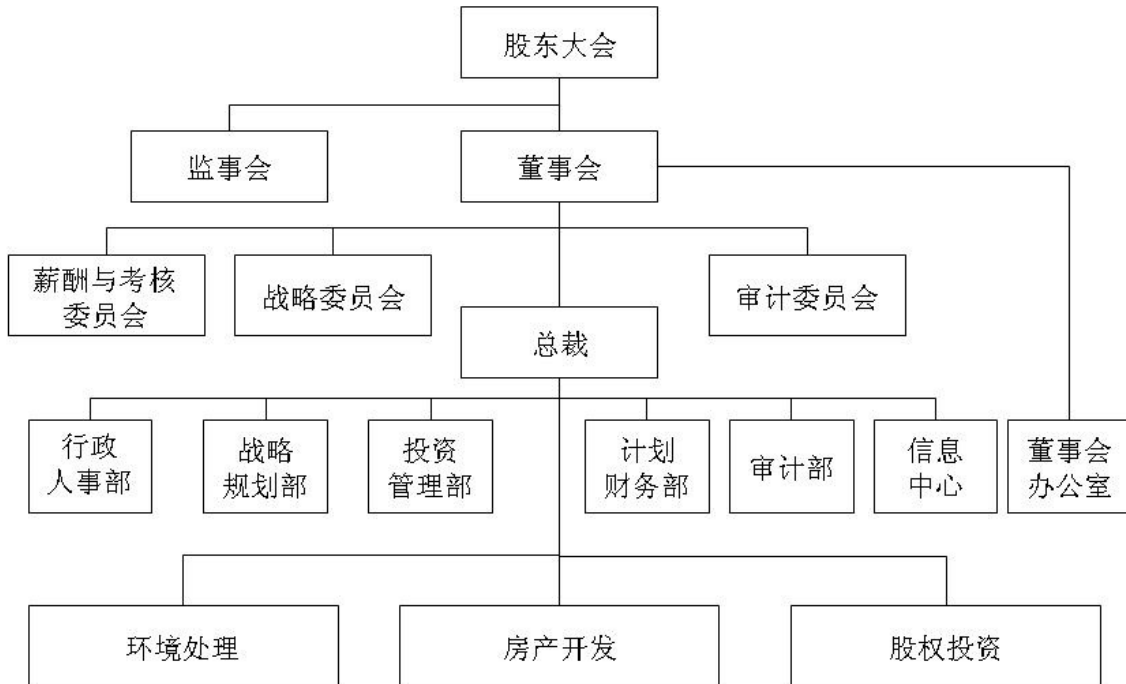 股东大会
监事会
董事会
薪酬与考核
委员会
战略委员会
审计委员会
总裁
行政
人事部
战略
规划部
投资
管理部
计划
财务部
审计部
信息
中心
董事会
办公室
环境处理
房产开发
股权投资